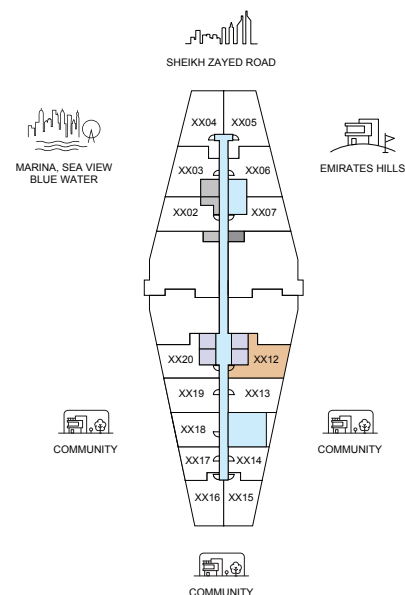 SHEIKH ZAYED ROAD
MARINA, SEA VIEW
BLUE WATER
EMIRATES HILLS
XX04 XX05
XX03 XX06
XX02 XX07
XX20 XX12
XX19 XX13
XX18
XX17 XX14
XX16 XX15
COMMUNITY
COMMUNITY
COMMUNITY